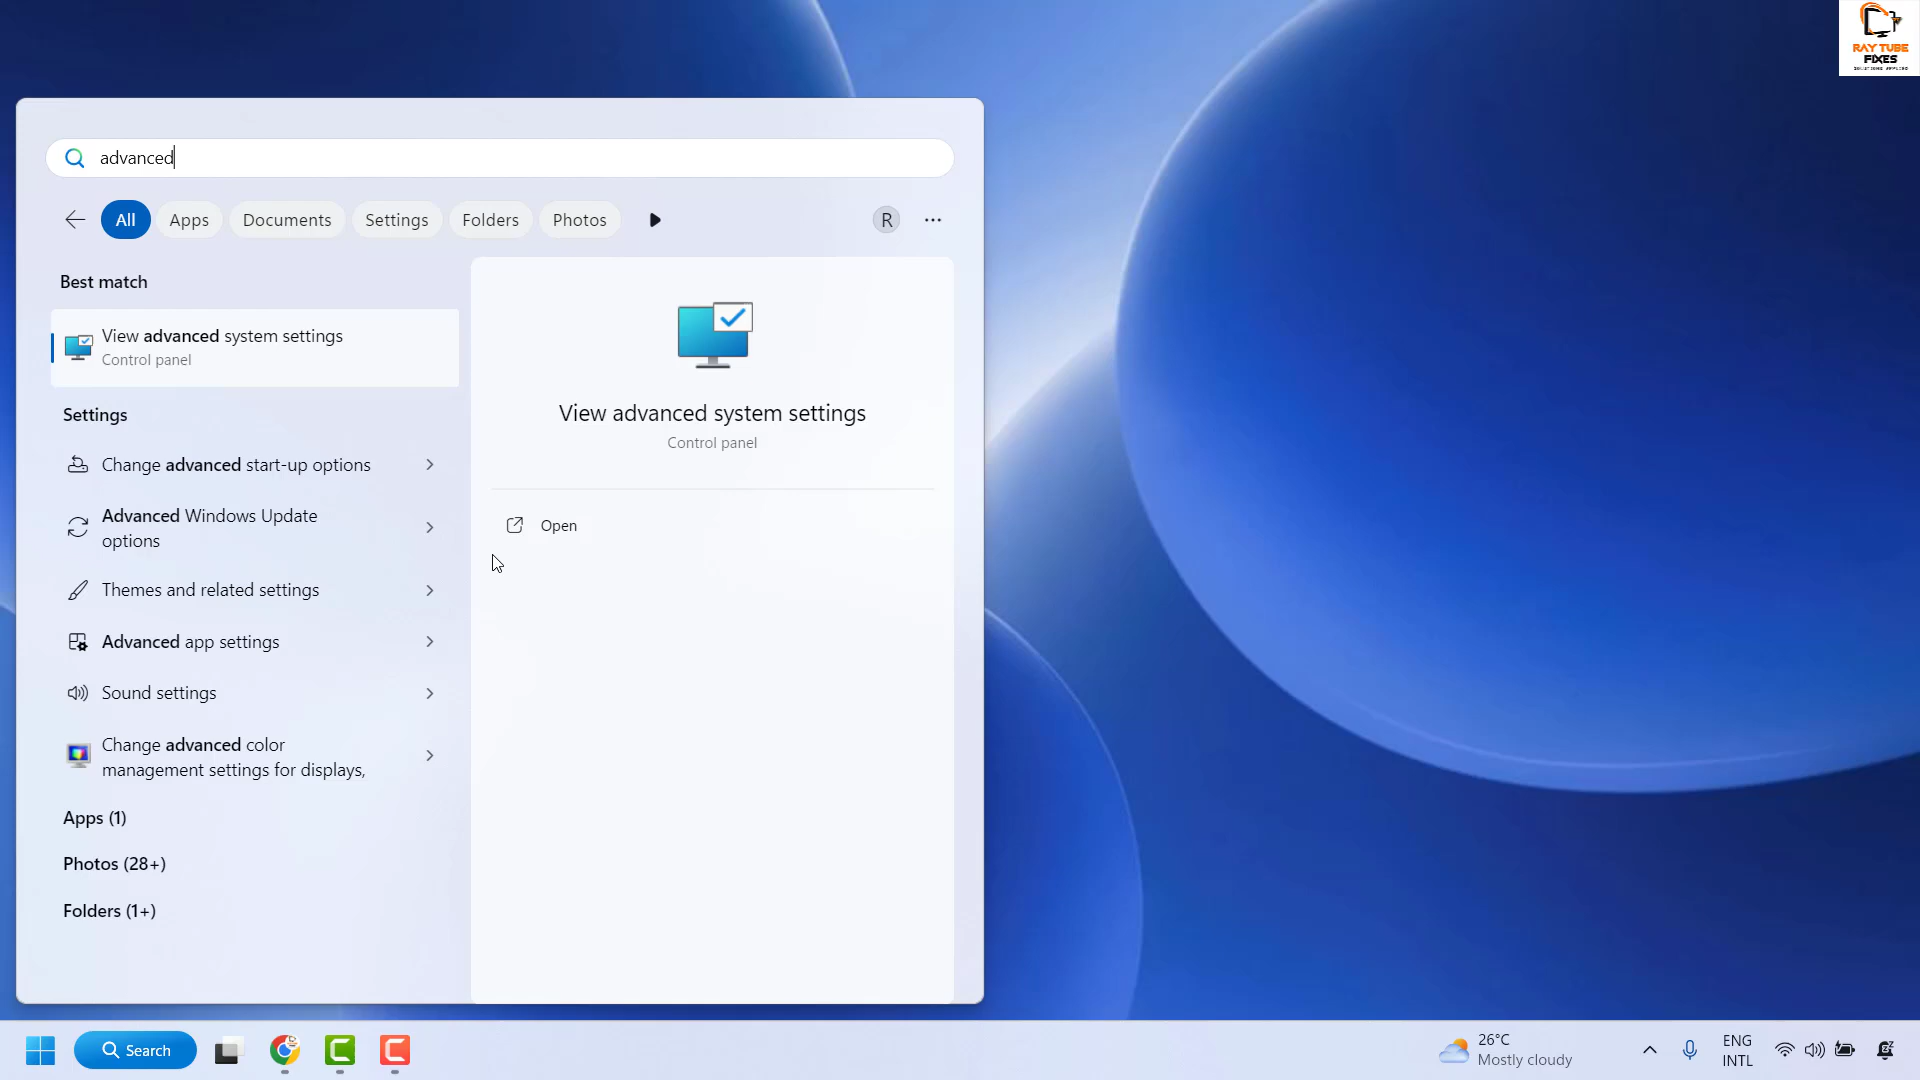 RAY TUBE
FIXES
advanced
All
Apps
Documents
Settings
Folders
Photos
R
Best match
View advanced system settings
Control panel
Settings
Change advanced start-up options
Advanced Windows Update
options
Themes and related settings
Advanced app settings
Sound settings
Change advanced color
management settings for displays,
Apps (1)
Photos (28+)
Folders (1+)
View advanced system settings
Control panel
Open
Search
26°C
Mostly cloudy
ENG
INTL